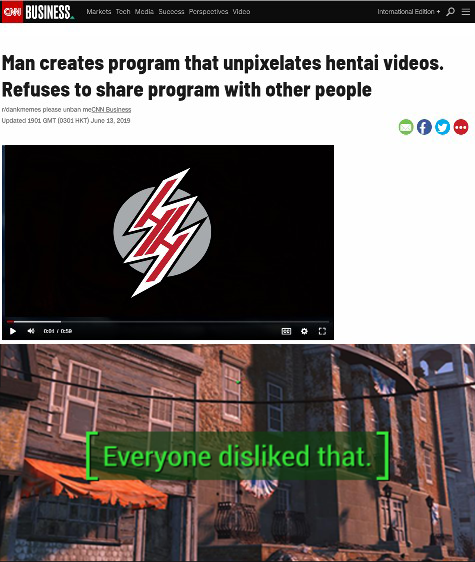 CNN BUSINESS Markets Tech Media Success Perspectives Video International Edition +
Man creates program that unpixelates hentai videos.
Refuses to share program with other people
r/dankmemes please unban meCNN Business
Updated 1901 GMT (0301 HKT) June 13, 2019
0:01 / 0:59
[Everyone disliked that.]